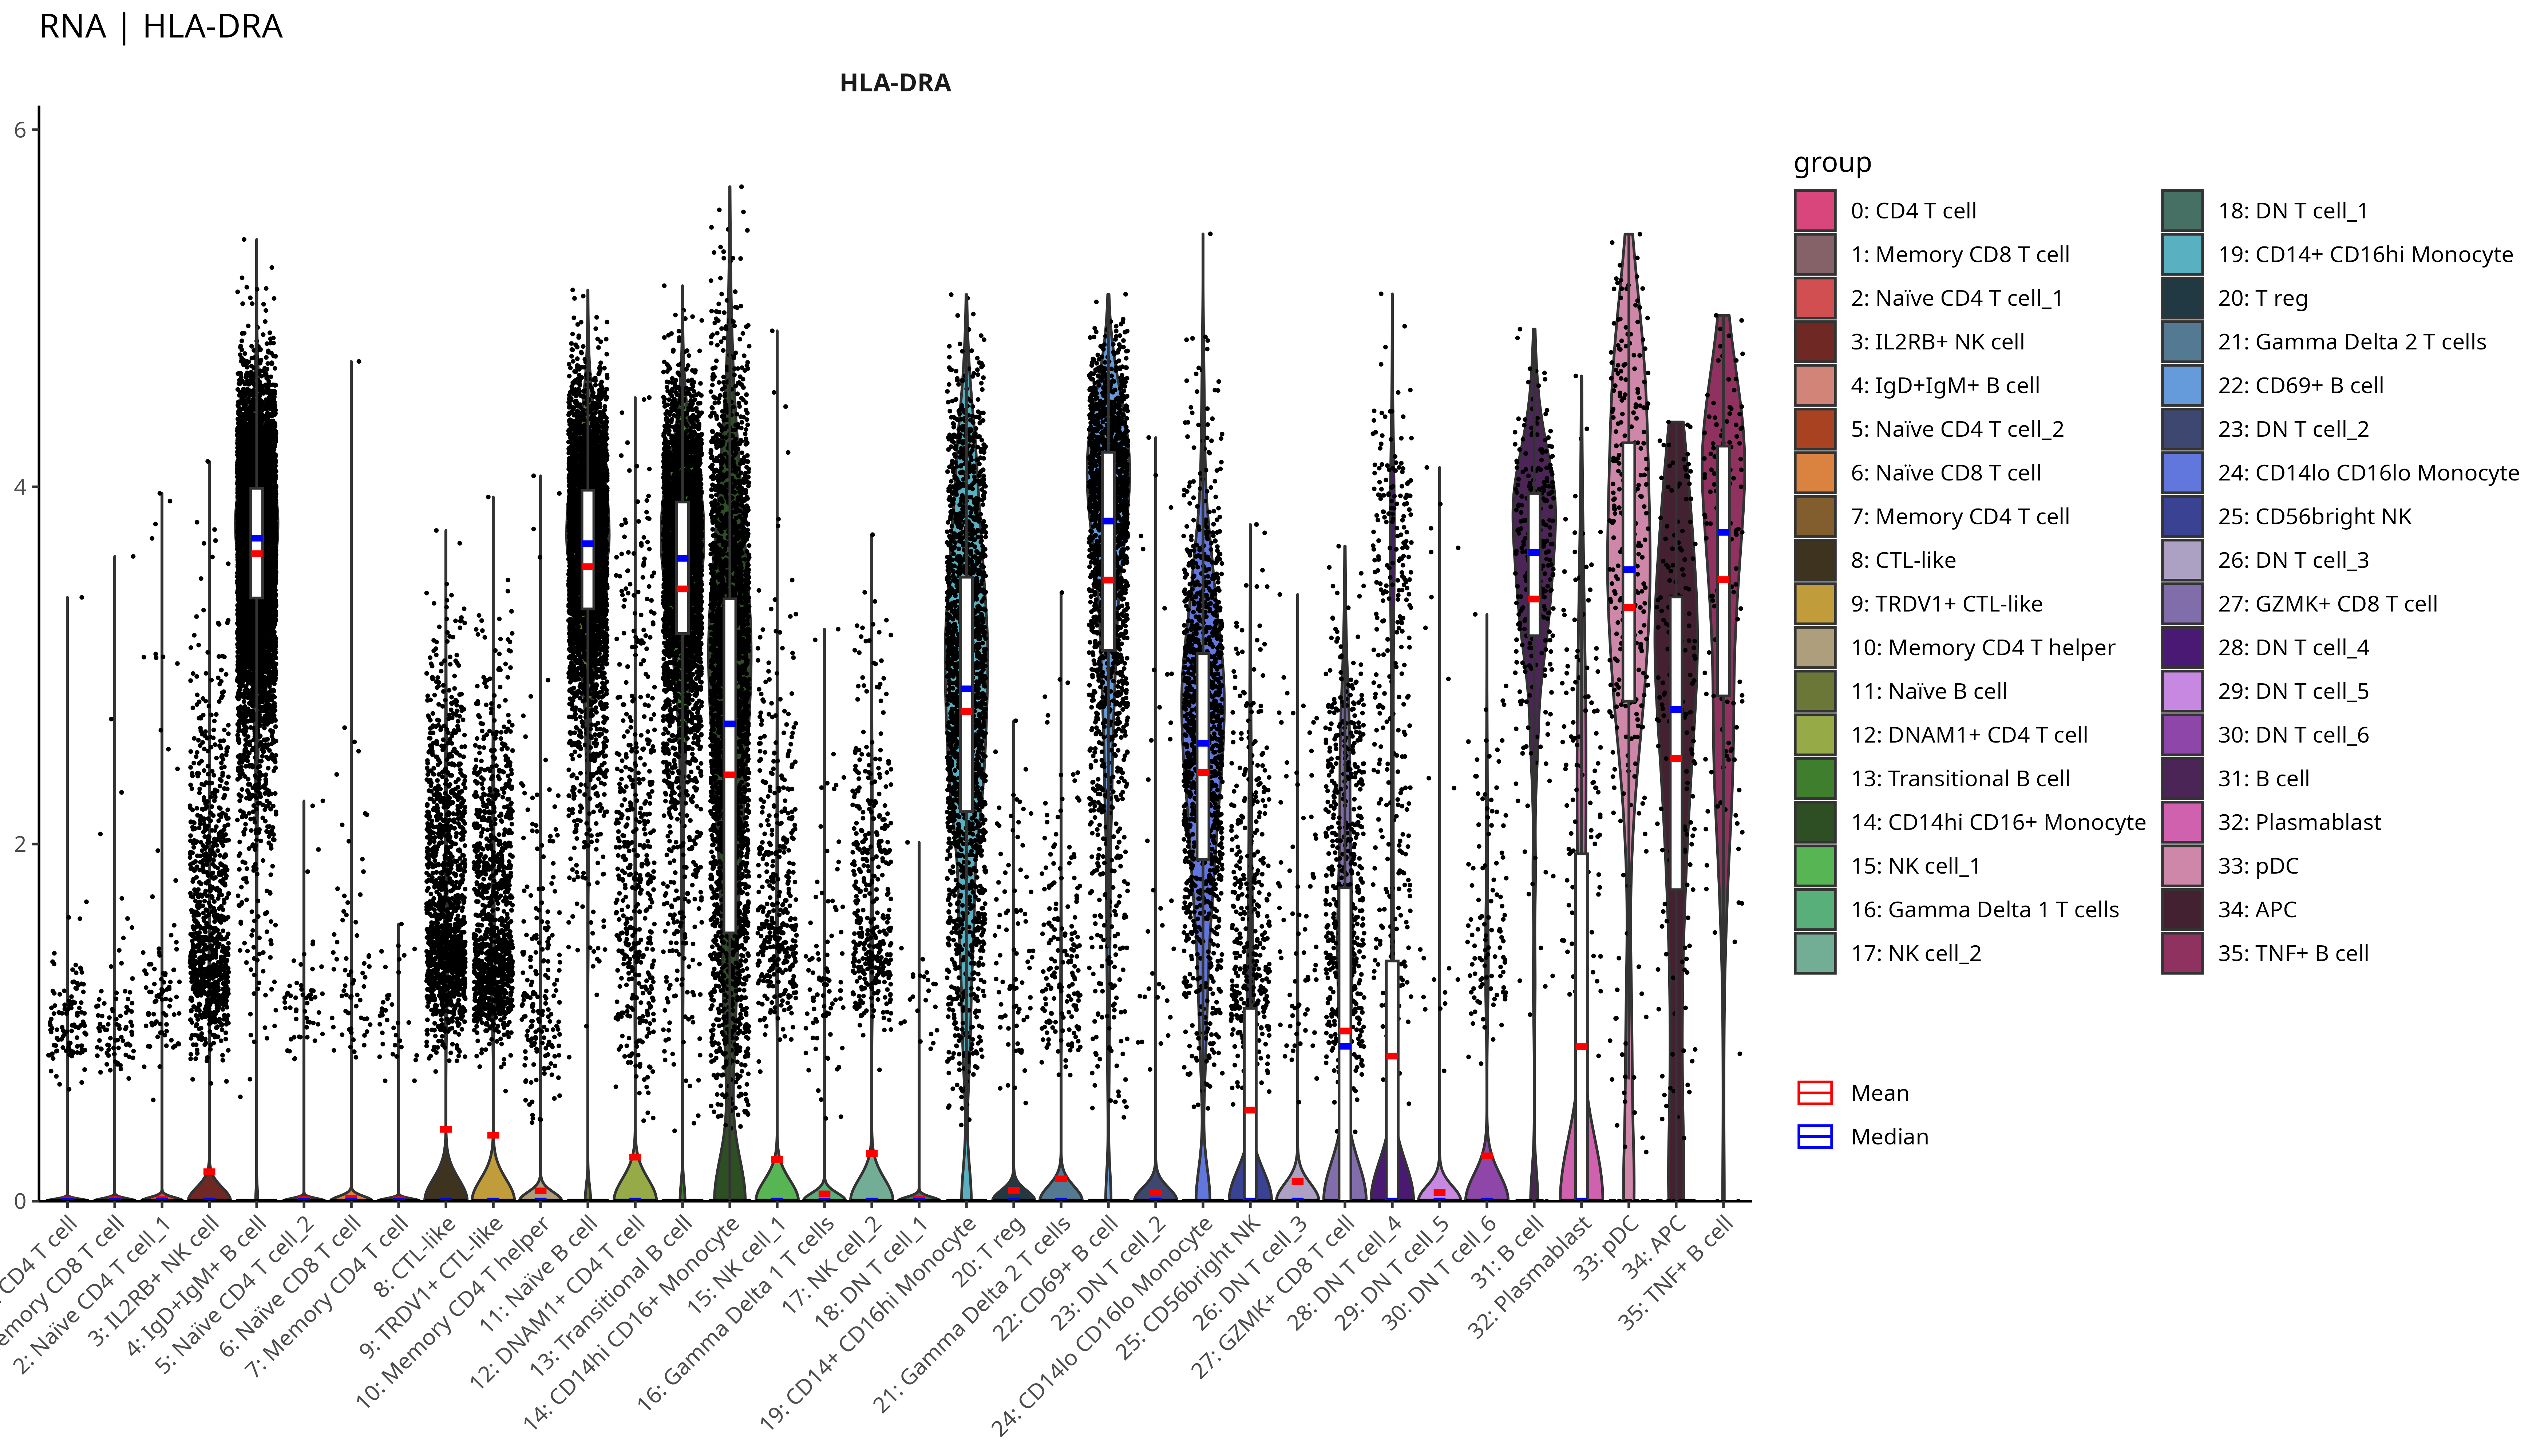 RNA | HLA-DRA
HLA-DRA
6
4
2
0
CD4 T cell
CD8 T cell
2: Naïve CD4 T cell_1
3: IL2RB+ NK cell
4: IgD+IgM+ B cell
5: Naïve CD4 T cell_2
6: Naïve CD8 T cell
7: Memory CD4 T cell
8: CTL-like
9: TRDV1+ CTL-like
10: Memory CD4 T helper
11: Naïve B cell
12: DNAM1+ CD4 T cell
13: Transitional B cell
14: CD14hi CD16+ Monocyte
15: NK cell_1
16: Gamma Delta 1 T cells
17: NK cell_2
18: DN T cell_1
19: CD14+ CD16hi Monocyte
20: T reg
21: Gamma Delta 2 T cells
22: CD69+ B cell
23: DN T cell_2
24: CD14lo CD16lo Monocyte
25: CD56bright NK
26: DN T cell_3
27: GZMK+ CD8 T cell
28: DN T cell_4
29: DN T cell_5
30: DN T cell_6
31: B cell
32: Plasmablast
33: pDC
34: APC
35: TNF+ B cell
group
0: CD4 T cell
1: Memory CD8 T cell
2: Naïve CD4 T cell_1
3: IL2RB+ NK cell
4: IgD+IgM+ B cell
5: Naïve CD4 T cell_2
6: Naïve CD8 T cell
7: Memory CD4 T cell
8: CTL-like
9: TRDV1+ CTL-like
10: Memory CD4 T helper
11: Naïve B cell
12: DNAM1+ CD4 T cell
13: Transitional B cell
14: CD14hi CD16+ Monocyte
15: NK cell_1
16: Gamma Delta 1 T cells
17: NK cell_2
18: DN T cell_1
19: CD14+ CD16hi Monocyte
20: T reg
21: Gamma Delta 2 T cells
22: CD69+ B cell
23: DN T cell_2
24: CD14lo CD16lo Monocyte
25: CD56bright NK
26: DN T cell_3
27: GZMK+ CD8 T cell
28: DN T cell_4
29: DN T cell_5
30: DN T cell_6
31: B cell
32: Plasmablast
33: pDC
34: APC
35: TNF+ B cell
Mean
Median